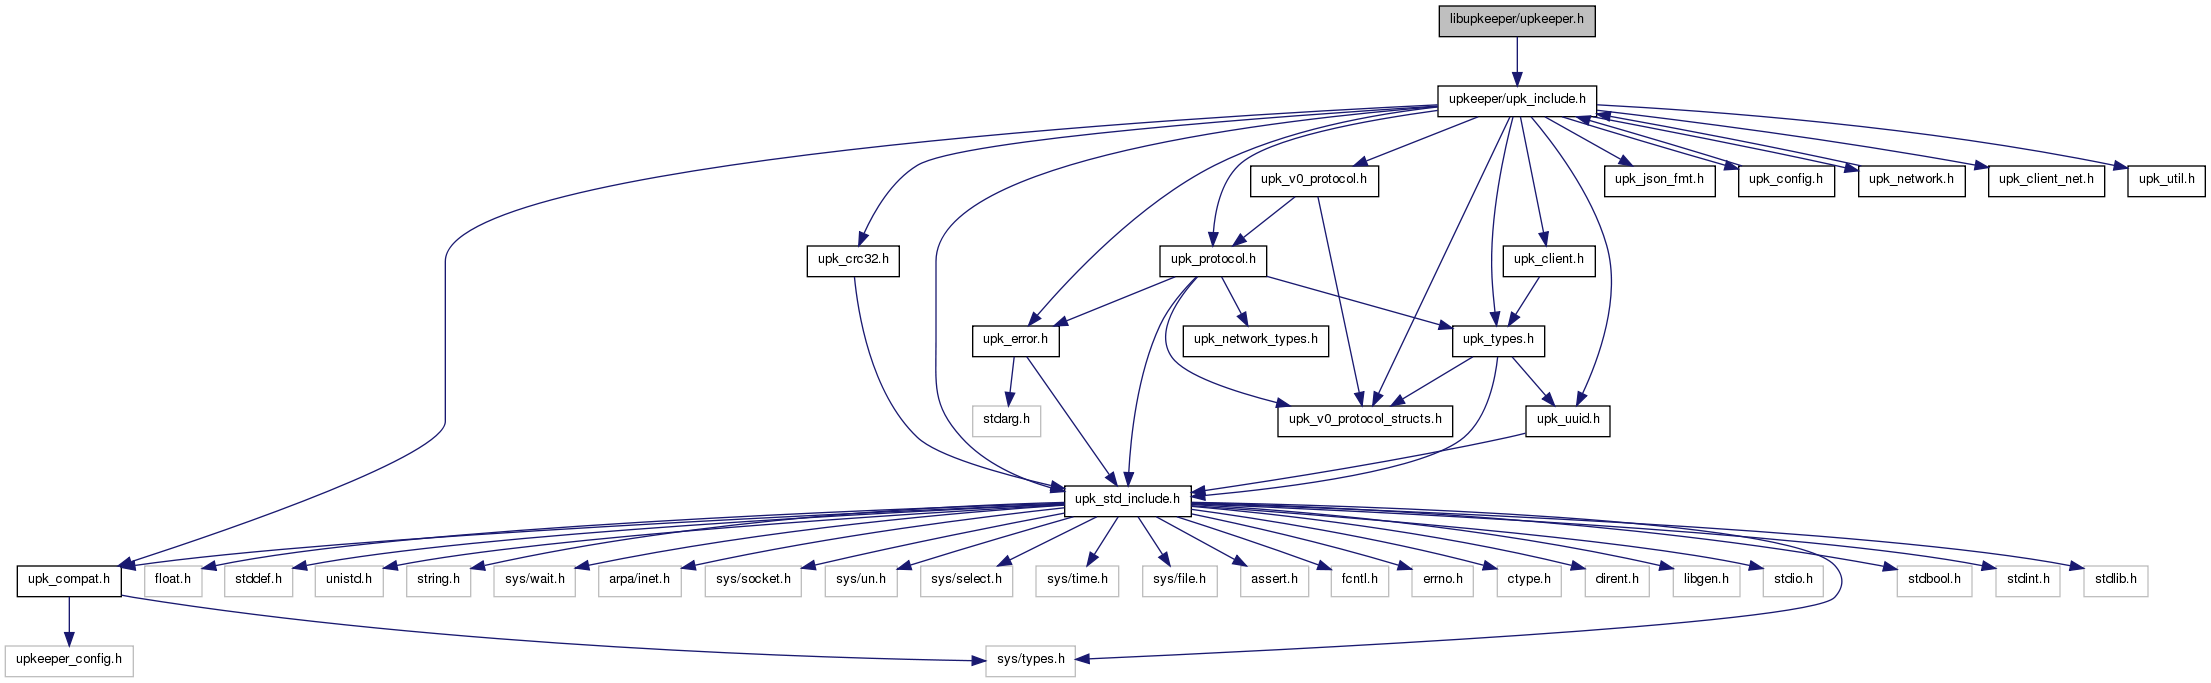 libupkeeper/upkeeper.h
upkeeper/upk_include.h
upk_v0_protocol.h
upk_json_fmt.h
upk_config.h
upk_network.h
upk_client_net.h
upk_util.h
upk_crc32.h
upk_protocol.h
upk_client.h
upk_error.h
upk_network_types.h
upk_types.h
stdarg.h
upk_v0_protocol_structs.h
upk_uuid.h
upk_std_include.h
upk_compat.h
float.h
stddef.h
unistd.h
string.h
sys/wait.h
arpa/inet.h
sys/socket.h
sys/un.h
sys/select.h
sys/time.h
sys/file.h
assert.h
fcntl.h
errno.h
ctype.h
dirent.h
libgen.h
stdio.h
stdbool.h
stdint.h
stdlib.h
upkeeper_config.h
sys/types.h